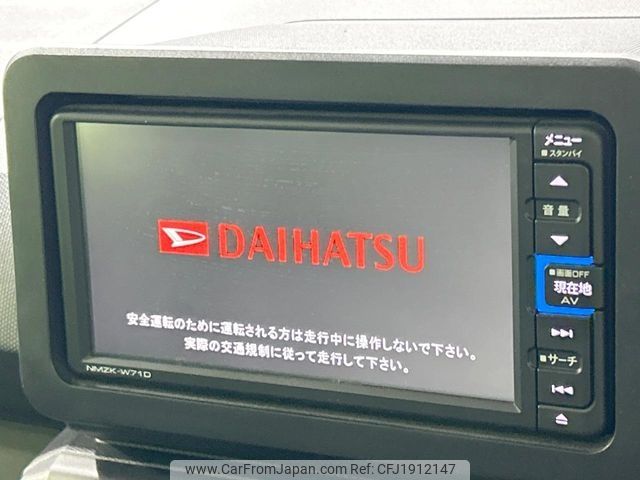 DAIHATSU
安全運転のために運転される方は走行中に操作しないで下さい。
実際の交通規制に従って走行して下さい。
NMZK-W71D
メニュー
スタンバイ
音量
画面OFF
現在地
AV
サーチ
CarFromJapan
© CarFromJapan Photo ID: CFJ1912147